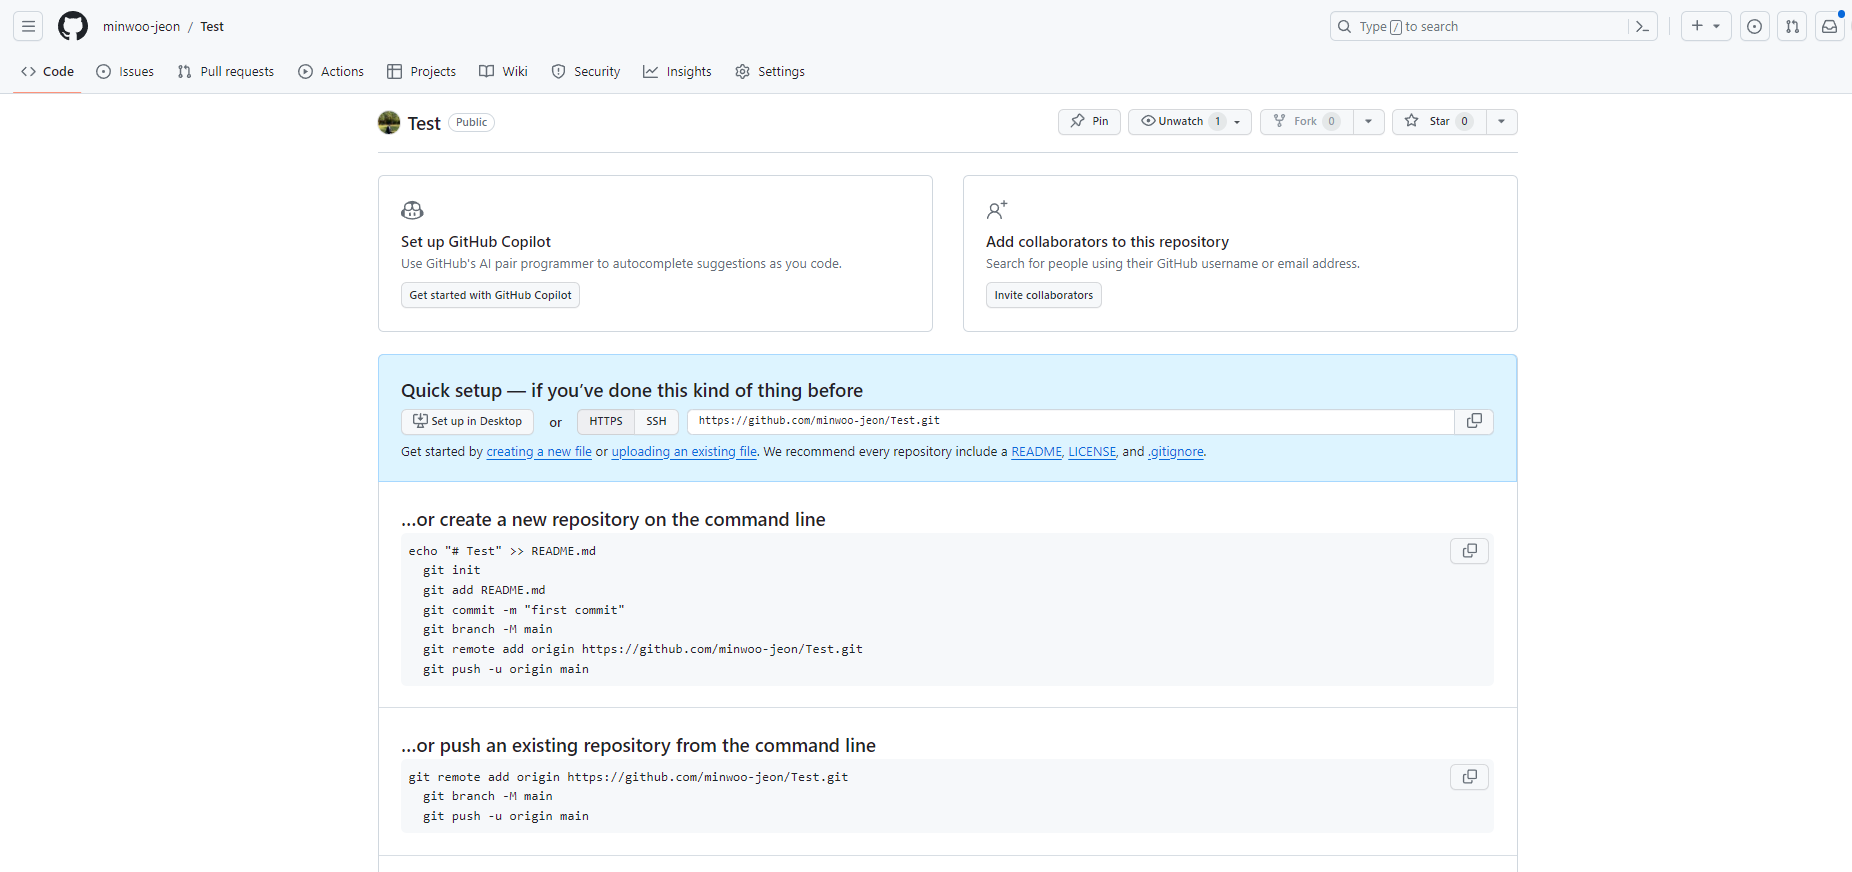 minwoo-jeon / Test
Type / to search
Code Issues Pull requests Actions Projects Wiki Security Insights Settings
Test Public
Pin Unwatch 1 Fork 0 Star 0
Set up GitHub Copilot
Use GitHub's AI pair programmer to autocomplete suggestions as you code.
Get started with GitHub Copilot
Add collaborators to this repository
Search for people using their GitHub username or email address.
Invite collaborators
Quick setup — if you’ve done this kind of thing before
Set up in Desktop or HTTPS SSH https://github.com/minwoo-jeon/Test.git
Get started by creating a new file or uploading an existing file. We recommend every repository include a README, LICENSE, and .gitignore.
…or create a new repository on the command line
echo "# Test" >> README.md
git init
git add README.md
git commit -m "first commit"
git branch -M main
git remote add origin https://github.com/minwoo-jeon/Test.git
git push -u origin main
…or push an existing repository from the command line
git remote add origin https://github.com/minwoo-jeon/Test.git
git branch -M main
git push -u origin main